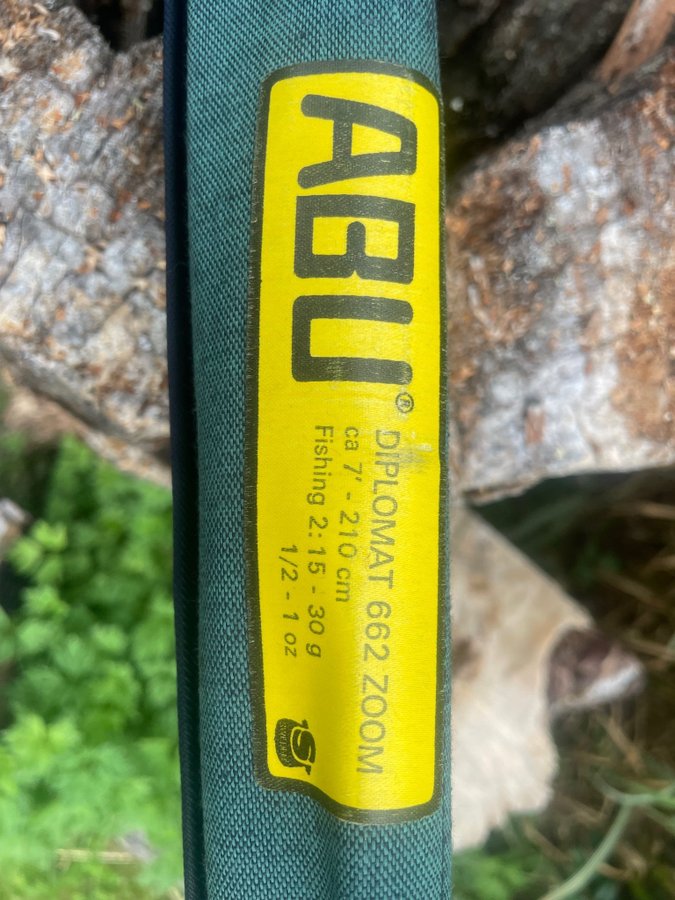 ABU®
DIPLOMAT 662 ZOOM
ca 7' - 210 cm
Fishing 2: 15 - 30 g
1/2 - 1 oz